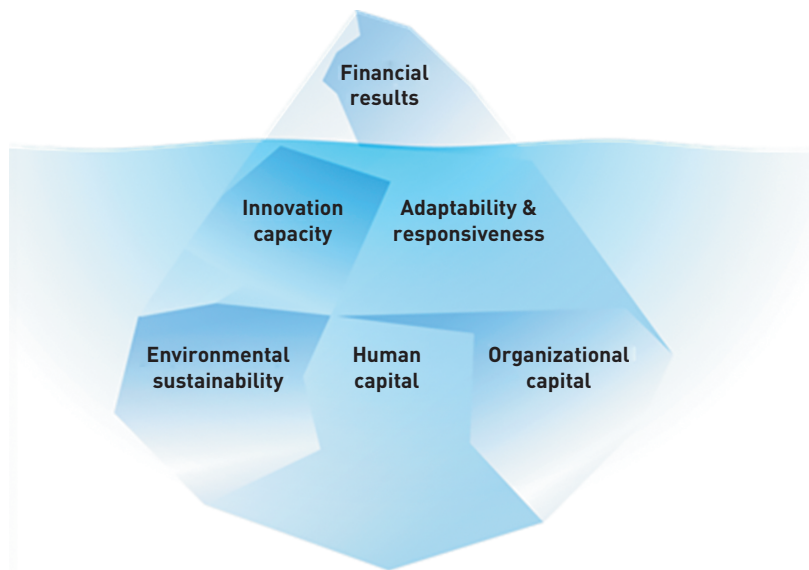 Financial
results
Innovation
capacity
Adaptability &
responsiveness
Environmental
sustainability
Human
capital
Organizational
capital